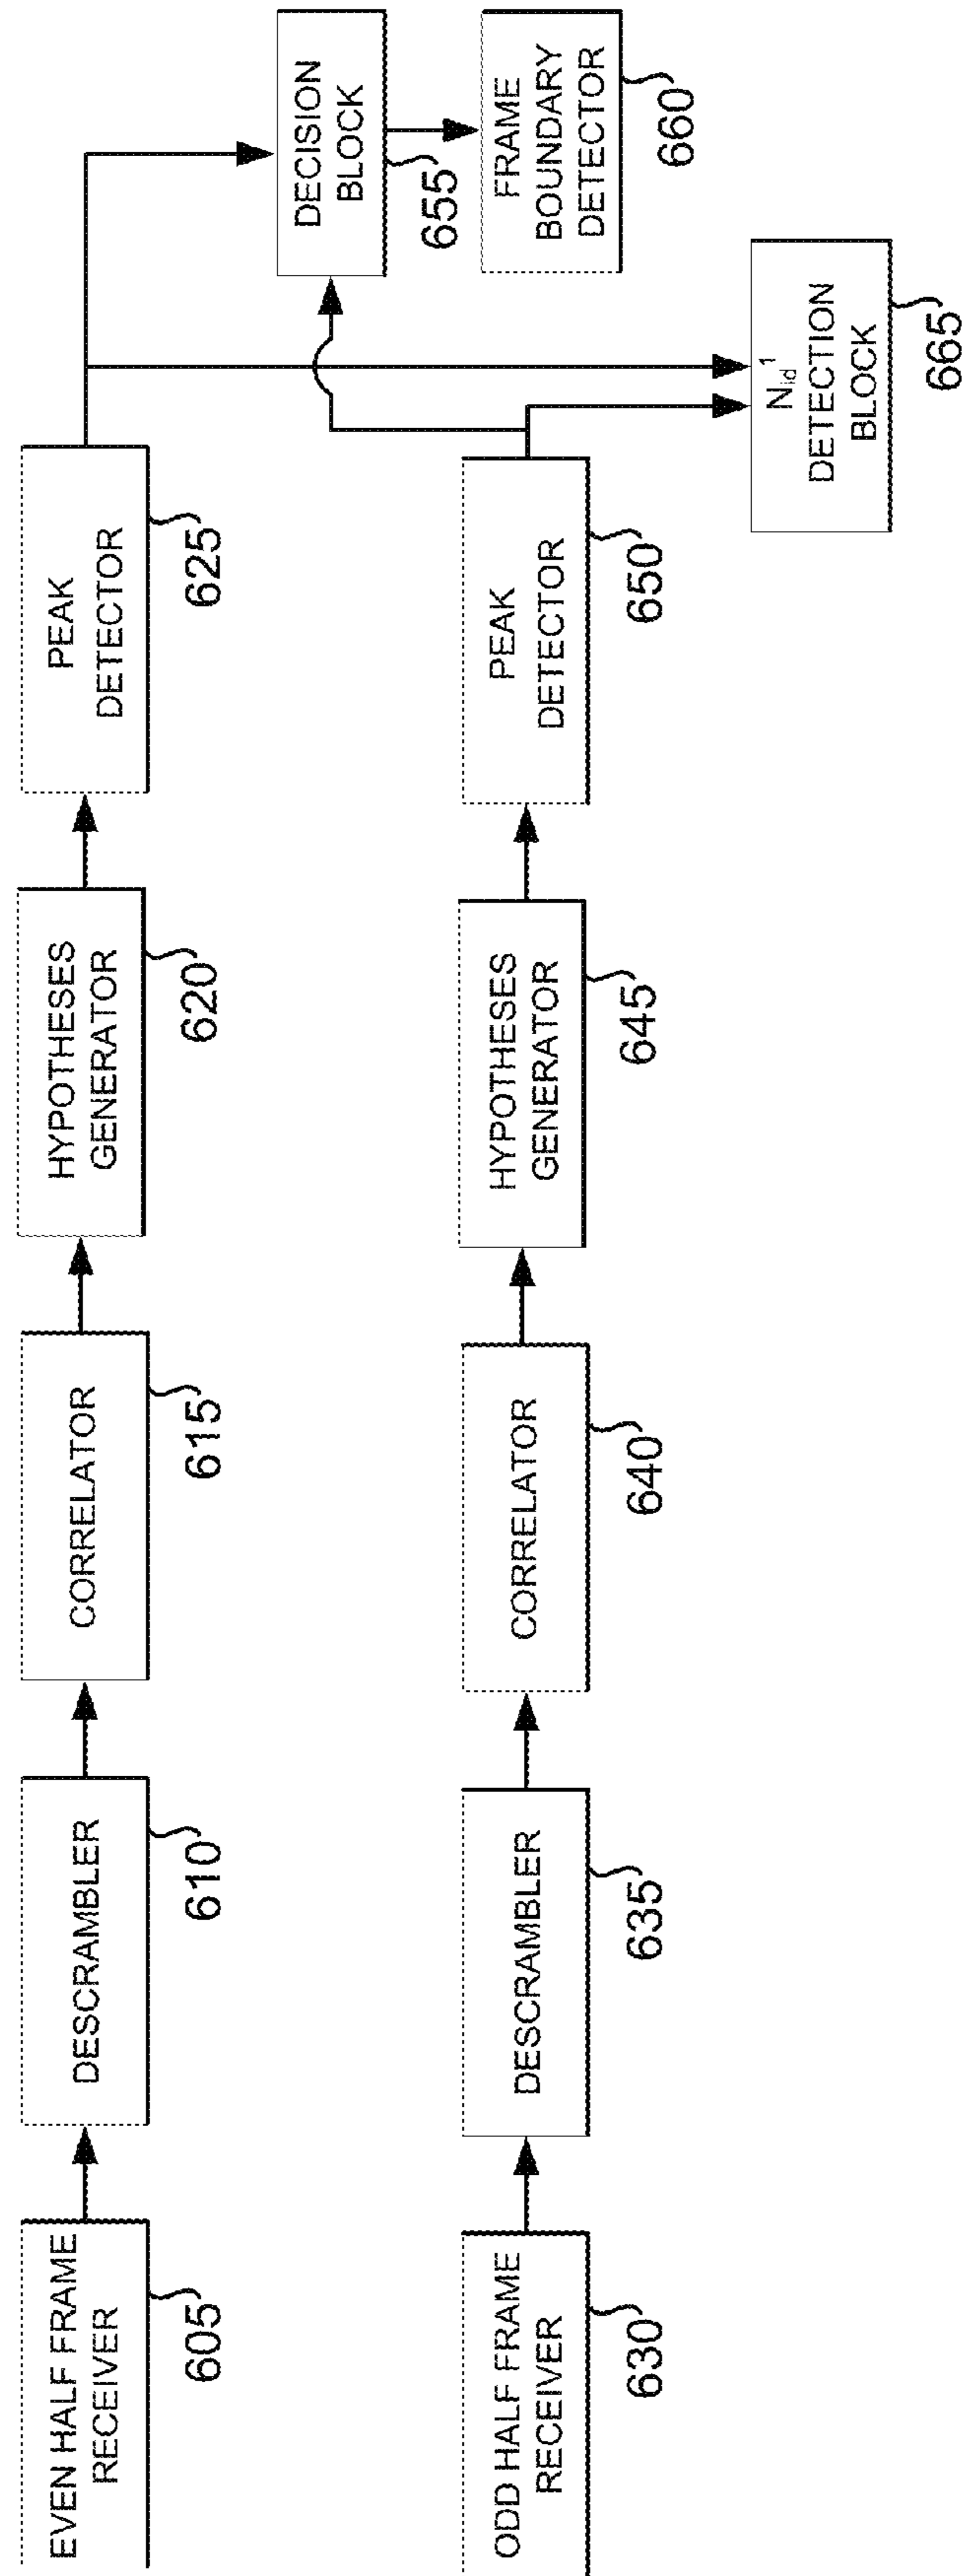 EVEN HALF FRAME
RECEIVER
605
DESCRAMBLER
610
CORRELATOR
615
HYPOTHESES
GENERATOR
620
PEAK
DETECTOR
625
ODD HALF FRAME
RECEIVER
630
DESCRAMBLER
635
CORRELATOR
640
HYPOTHESES
GENERATOR
645
PEAK
DETECTOR
650
DECISION
BLOCK
655
FRAME
BOUNDARY
DETECTOR
660
N_id^1
DETECTION
BLOCK
665